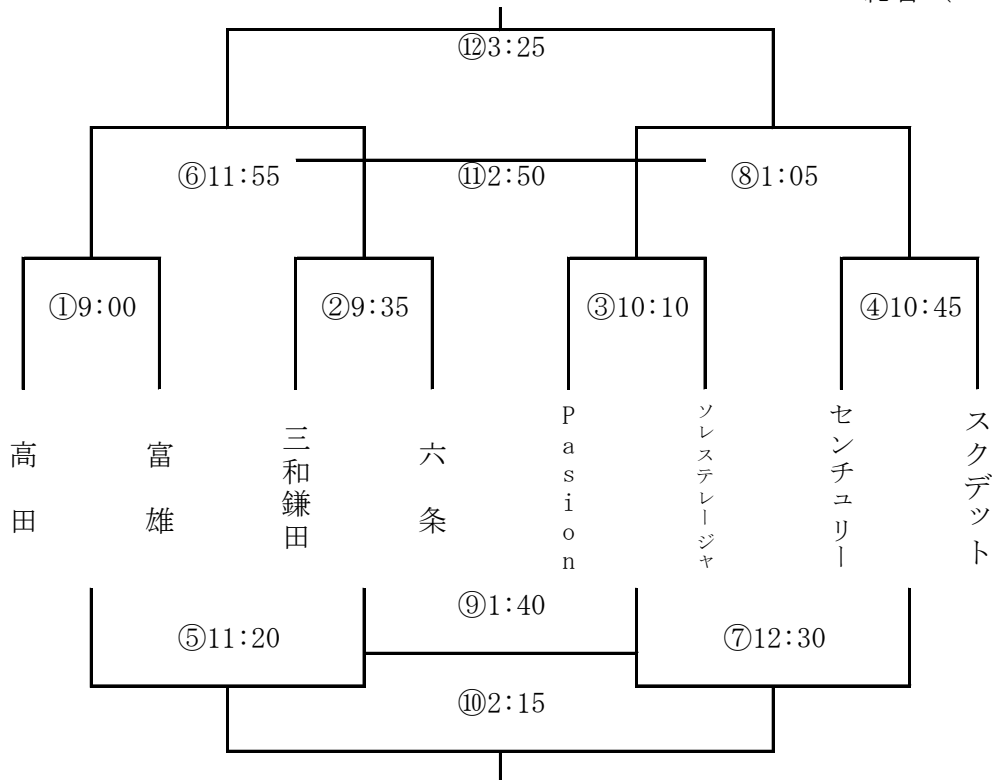 ⑫3:25
⑥11:55
⑪2:50
⑧1:05
①9:00
②9:35
③10:10
④10:45
高田
富雄
三和鎌田
六条
Pasion
ソレステレージャ
センチュリー
スクデット
⑨1:40
⑤11:20
⑦12:30
⑩2:15